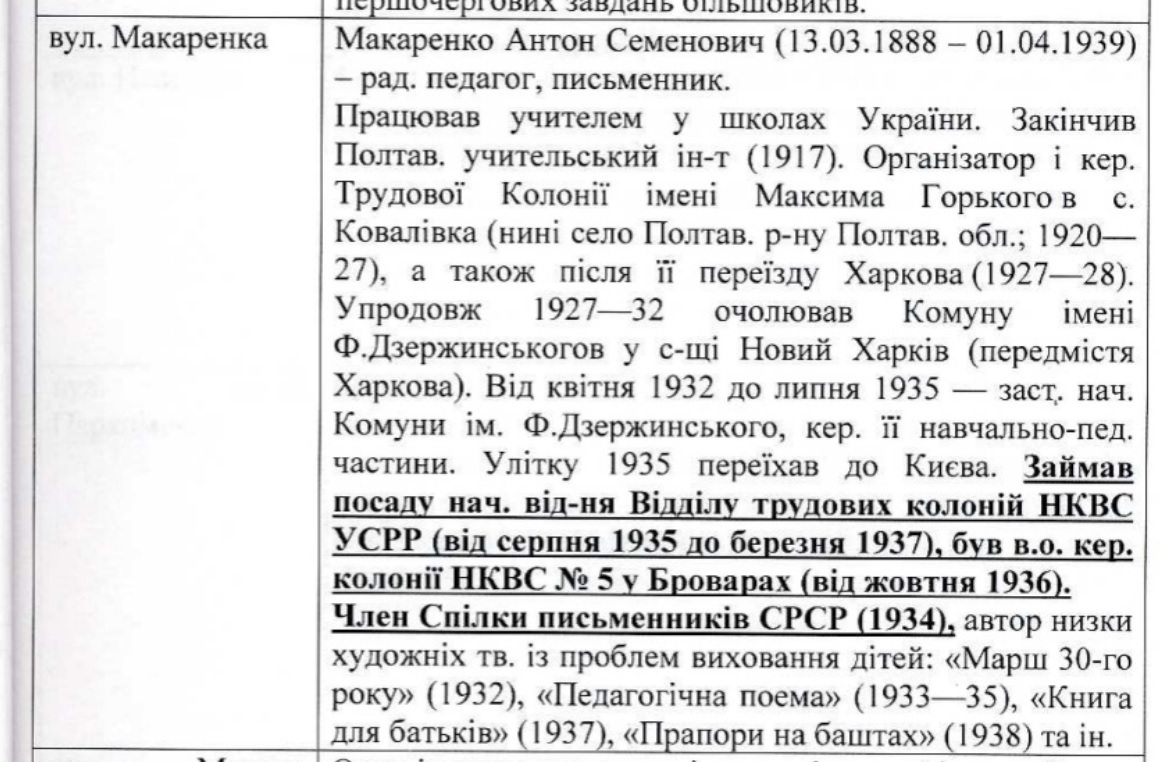 першочергових завдань більшовиків.
вул. Макаренка
Макаренко Антон Семенович (13.03.1888 – 01.04.1939)
– рад. педагог, письменник.
Працював учителем у школах України. Закінчив
Полтав. учительський ін-т (1917). Організатор і кер.
Трудової Колонії імені Максима Горького в с.
Ковалівка (нині село Полтав. р-ну Полтав. обл.; 1920—
27), а також після її переїзду Харкова (1927—28).
Упродовж 1927—32 очолював Комуну імені
Ф.Дзержинськогов у с-щі Новий Харків (передмістя
Харкова). Від квітня 1932 до липня 1935 — заст. нач.
Комуни ім. Ф.Дзержинського, кер. її навчально-пед.
частини. Улітку 1935 переїхав до Києва. Займав
посаду нач. від-ня Відділу трудових колоній НКВС
УСРР (від серпня 1935 до березня 1937), був в.о. кер.
колонії НКВС № 5 у Броварах (від жовтня 1936).
Член Спілки письменників СРСР (1934), автор низки
художніх тв. із проблем виховання дітей: «Марш 30-го
року» (1932), «Педагогічна поема» (1933—35), «Книга
для батьків» (1937), «Прапори на баштах» (1938) та ін.